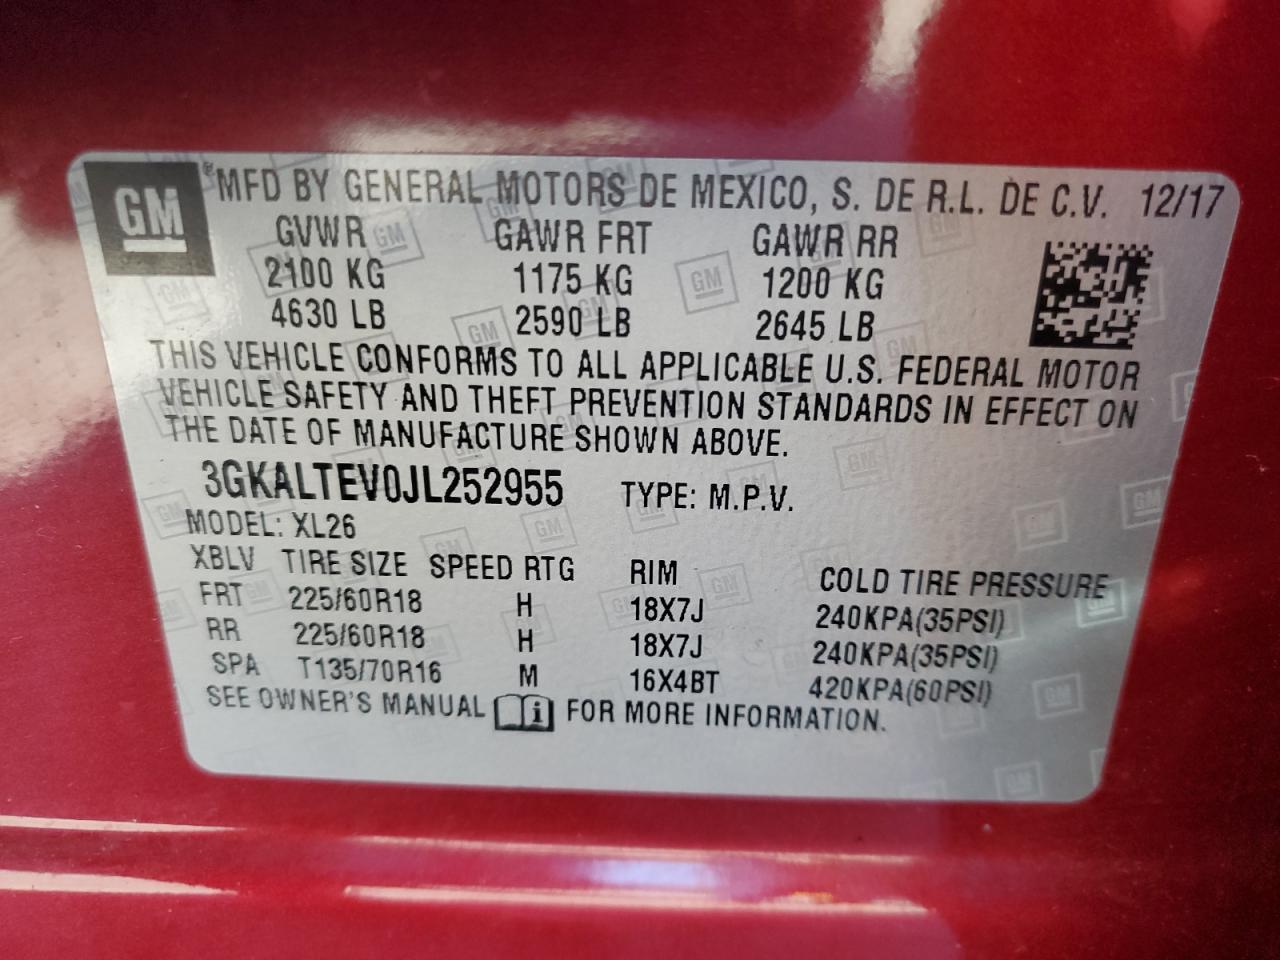 GM ® MFD BY GENERAL MOTORS DE MEXICO, S. DE R.L. DE C.V. 12/17
GVWR GAWR FRT GAWR RR
2100 KG 1175 KG 1200 KG
4630 LB 2590 LB 2645 LB
THIS VEHICLE CONFORMS TO ALL APPLICABLE U.S. FEDERAL MOTOR
VEHICLE SAFETY AND THEFT PREVENTION STANDARDS IN EFFECT ON
THE DATE OF MANUFACTURE SHOWN ABOVE.
3GKALTEV0JL252955 TYPE: M.P.V.
MODEL: XL26
XBLV TIRE SIZE SPEED RTG RIM COLD TIRE PRESSURE
FRT 225/60R18 H 18X7J 240KPA(35PSI)
RR 225/60R18 H 18X7J 240KPA(35PSI)
SPA T135/70R16 M 16X4BT 420KPA(60PSI)
SEE OWNER'S MANUAL i FOR MORE INFORMATION.